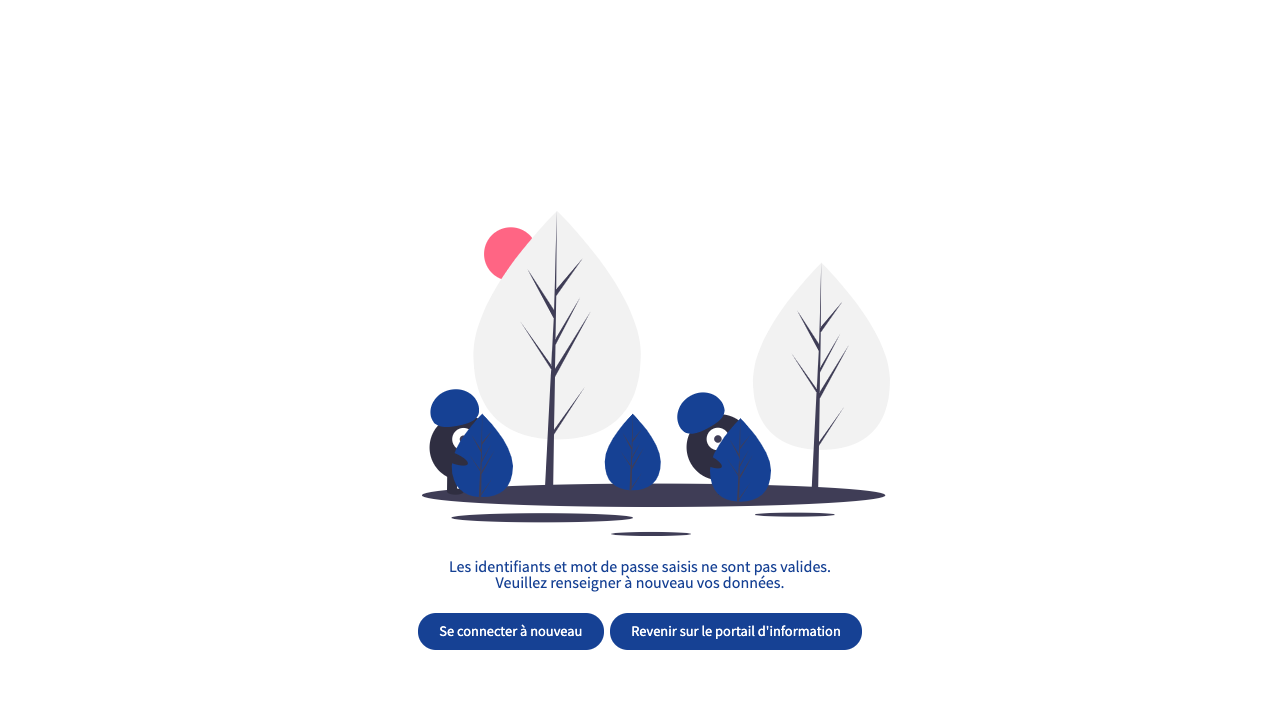 Les identifiants et mot de passe saisis ne sont pas valides.
Veuillez renseigner à nouveau vos données.
Se connecter à nouveau
Revenir sur le portail d'information